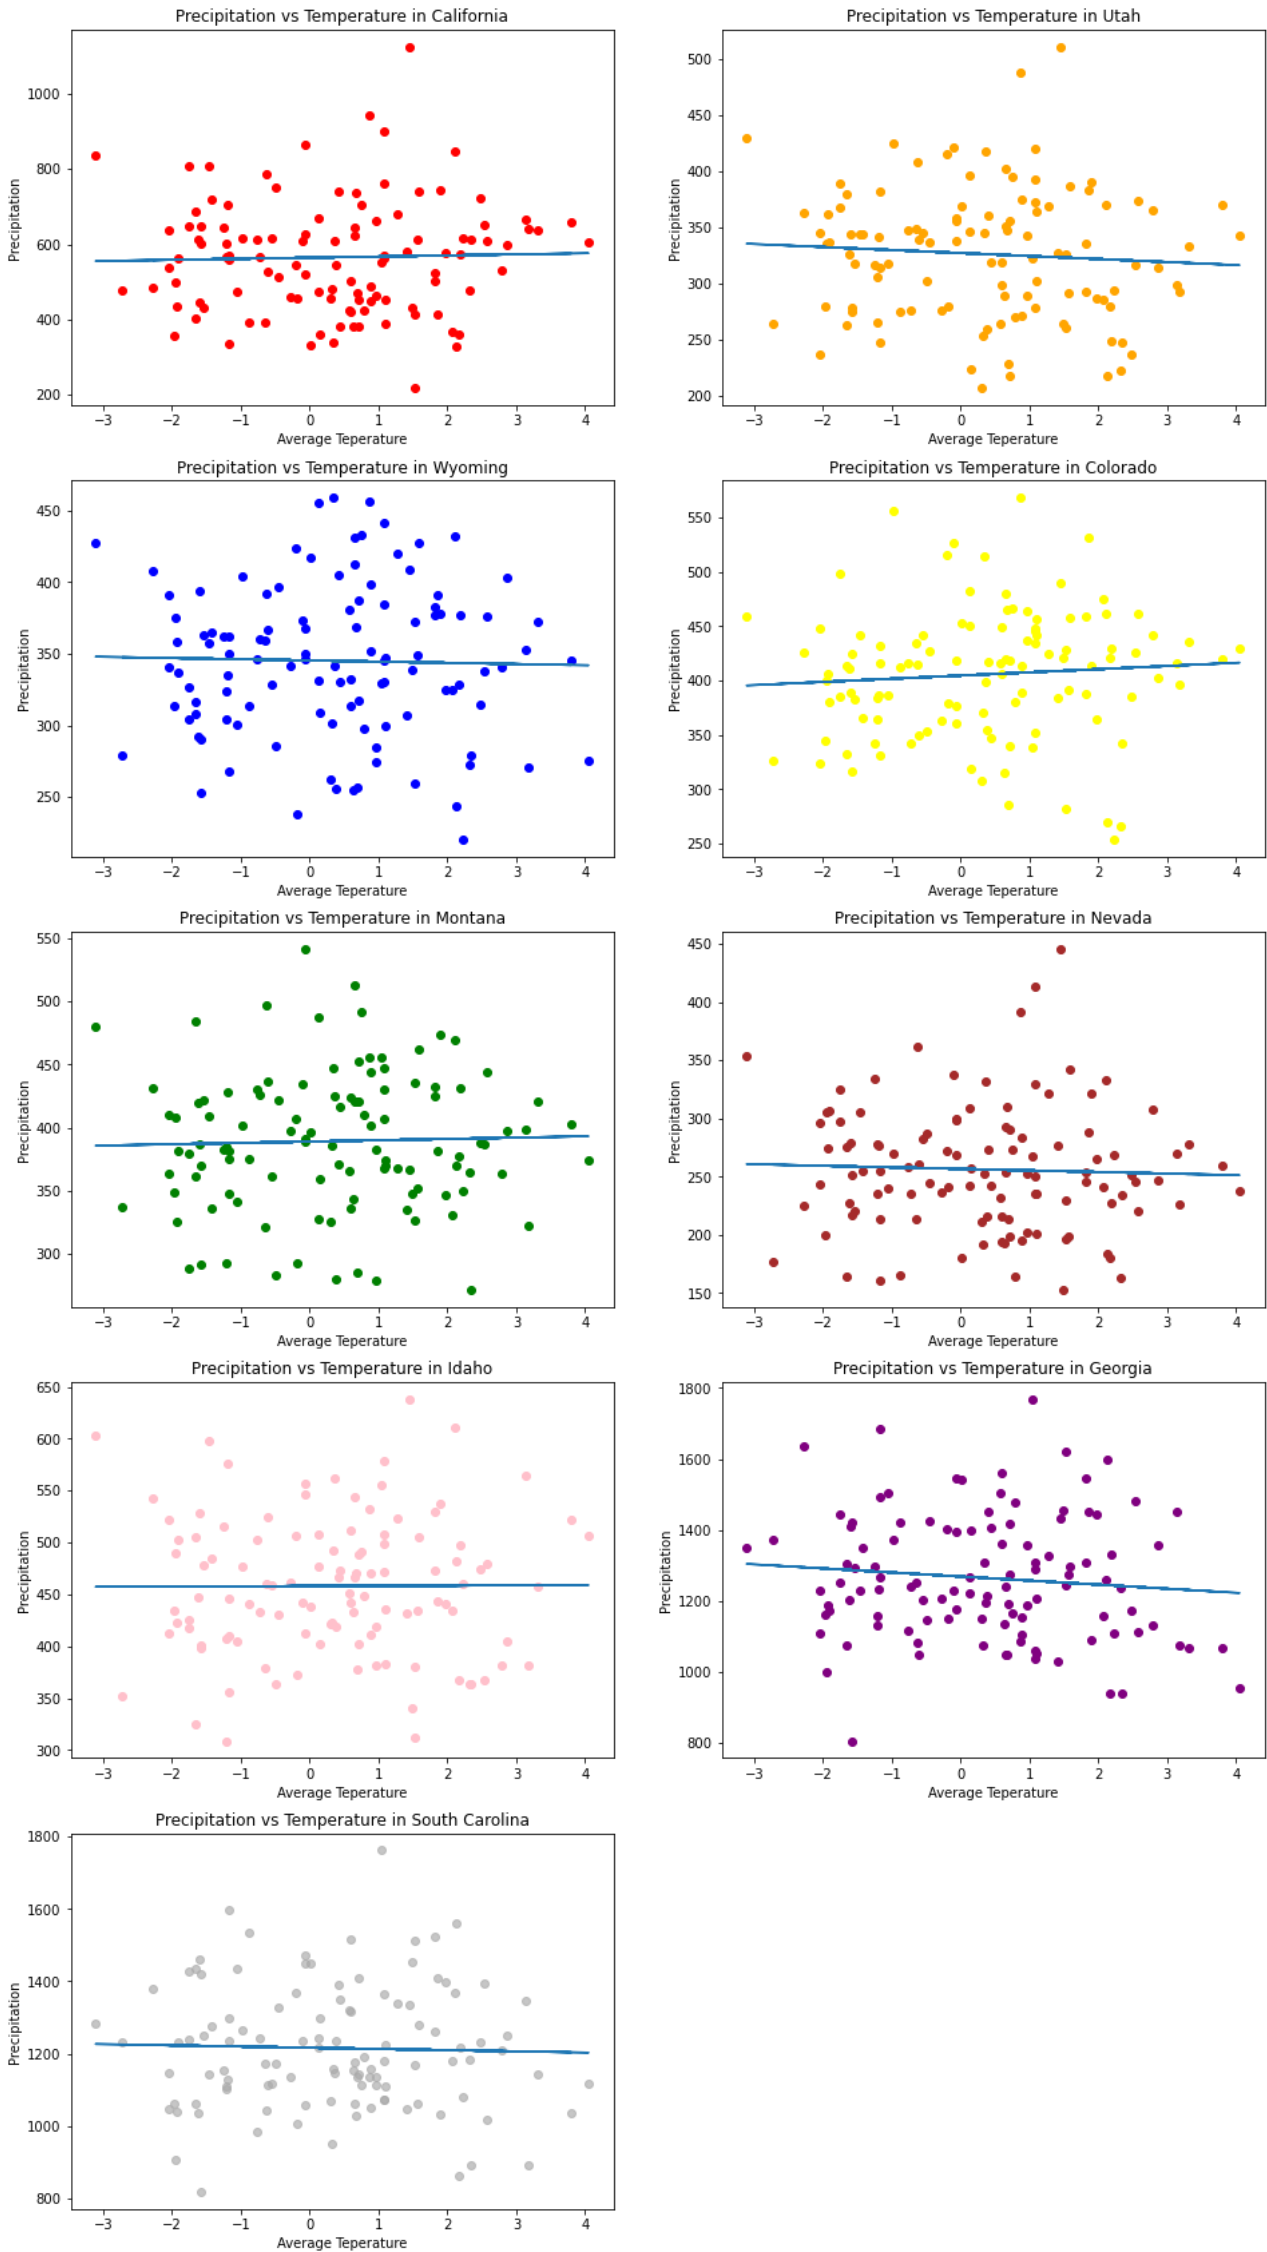 Precipitation vs Temperature in California
Precipitation
1000
800
600
400
200
−3 −2 −1 0 1 2 3 4
Average Teperature
Precipitation vs Temperature in Utah
Precipitation
500
450
400
350
300
250
200
−3 −2 −1 0 1 2 3 4
Average Teperature
Precipitation vs Temperature in Wyoming
Precipitation
450
400
350
300
250
−3 −2 −1 0 1 2 3 4
Average Teperature
Precipitation vs Temperature in Colorado
Precipitation
550
500
450
400
350
300
250
−3 −2 −1 0 1 2 3 4
Average Teperature
Precipitation vs Temperature in Montana
Precipitation
550
500
450
400
350
300
−3 −2 −1 0 1 2 3 4
Average Teperature
Precipitation vs Temperature in Nevada
Precipitation
450
400
350
300
250
200
150
−3 −2 −1 0 1 2 3 4
Average Teperature
Precipitation vs Temperature in Idaho
Precipitation
650
600
550
500
450
400
350
300
−3 −2 −1 0 1 2 3 4
Average Teperature
Precipitation vs Temperature in Georgia
Precipitation
1800
1600
1400
1200
1000
800
−3 −2 −1 0 1 2 3 4
Average Teperature
Precipitation vs Temperature in South Carolina
Precipitation
1800
1600
1400
1200
1000
800
−3 −2 −1 0 1 2 3 4
Average Teperature